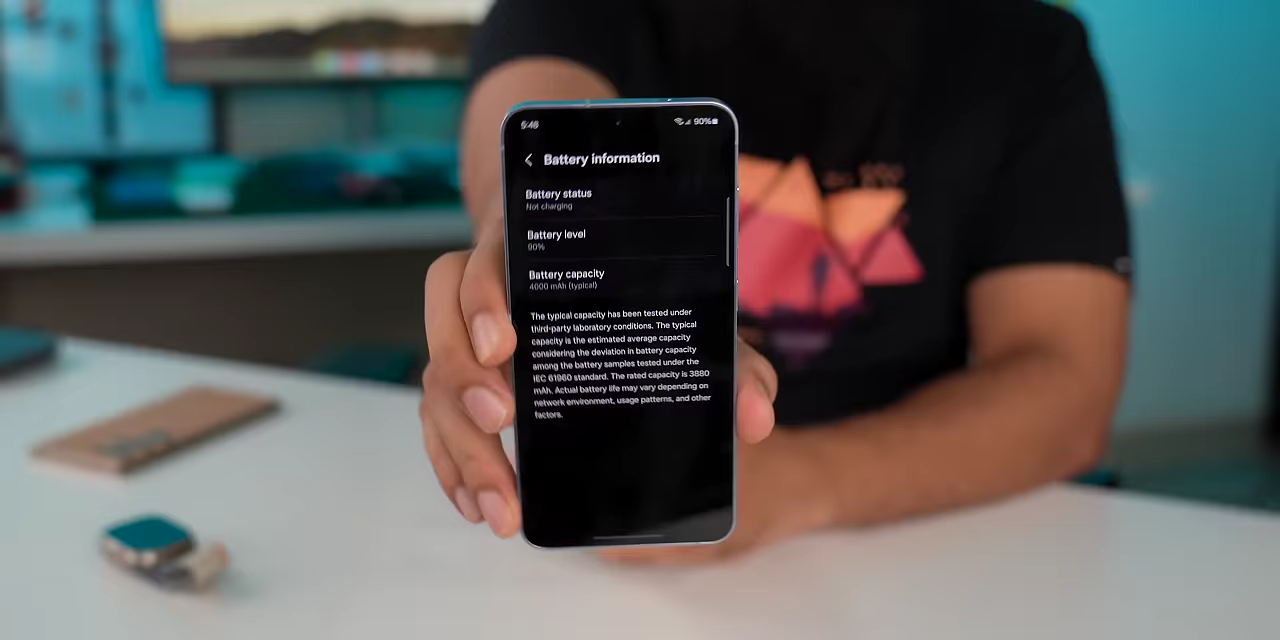 5:46
90%
Battery information
Battery status
Not charging
Battery level
90%
Battery capacity
4000 mAh (typical)
The typical capacity has been tested under
third-party laboratory conditions. The typical
capacity is the estimated average capacity
considering the deviation in battery capacity
among the battery samples tested under the
IEC 61960 standard. The rated capacity is 3880
mAh. Actual battery life may vary depending on
network environment, usage patterns, and other
factors.